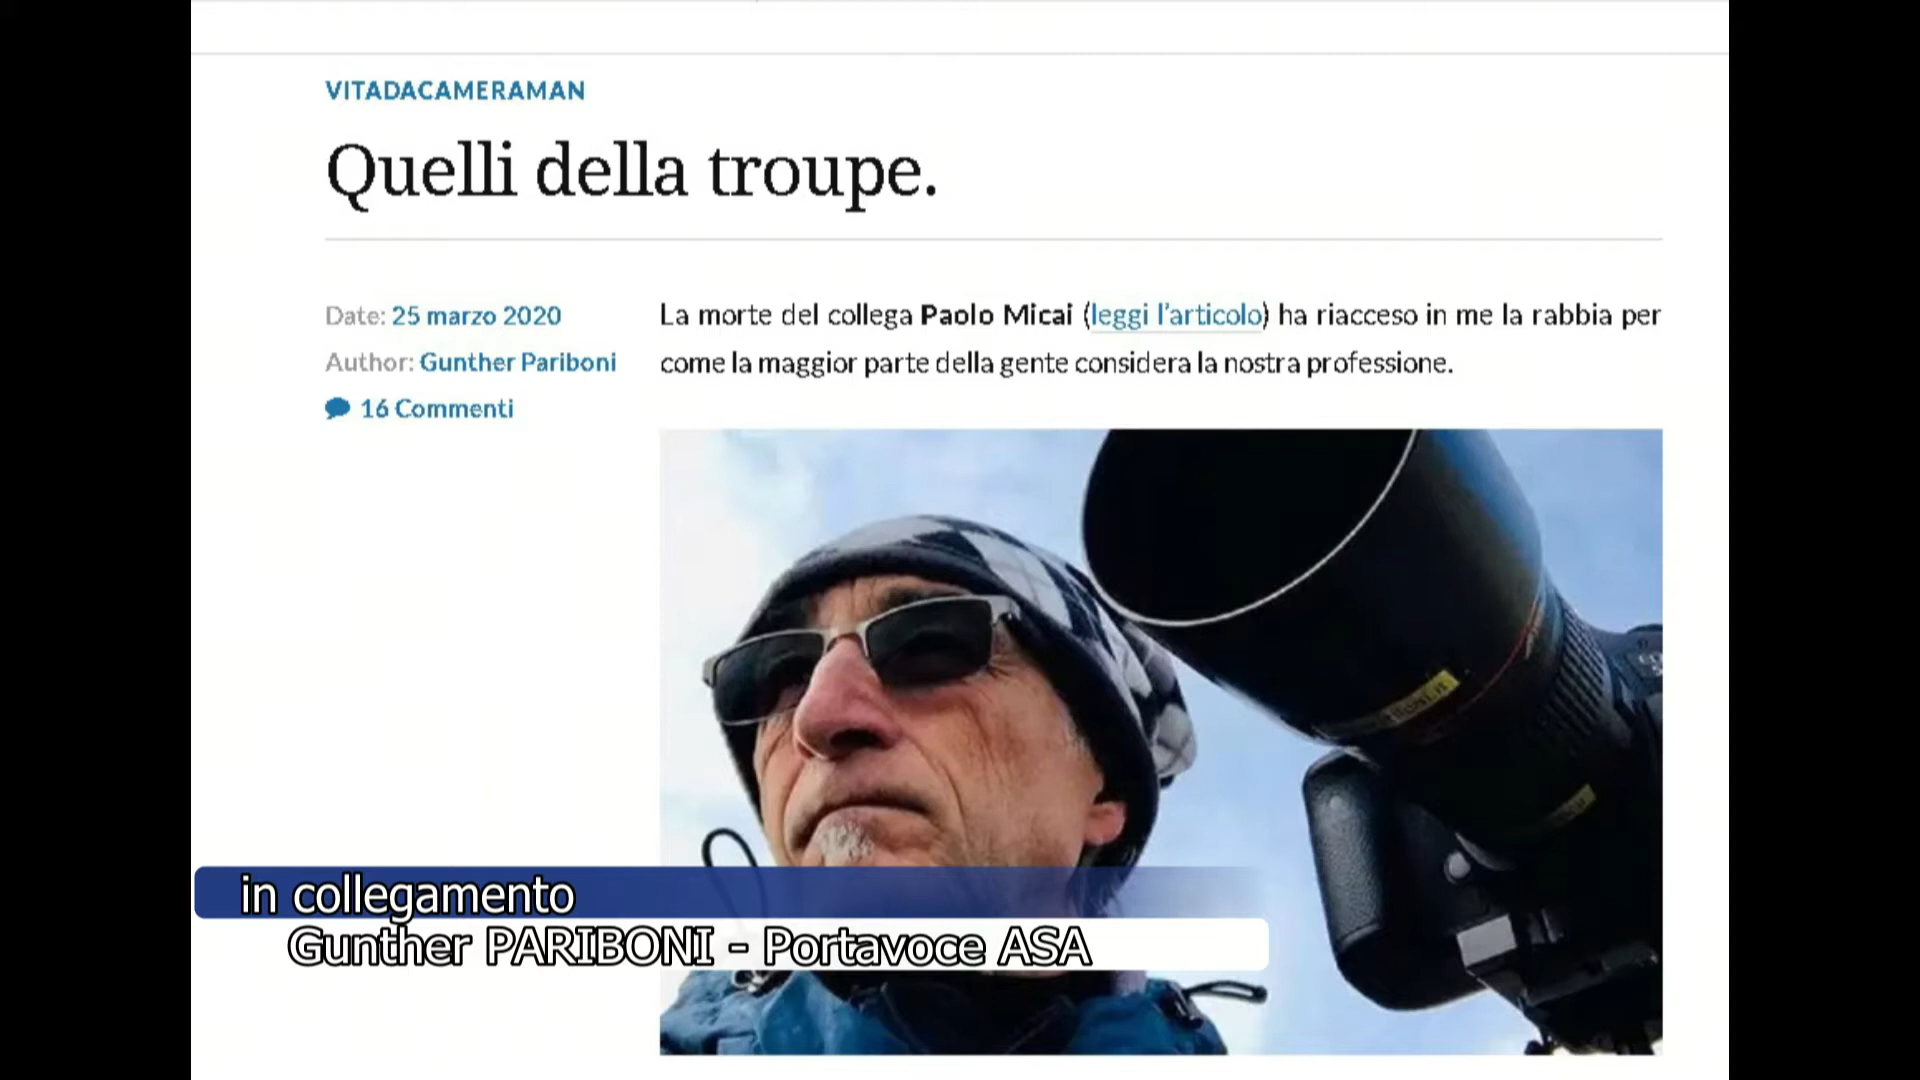 VITADACAMERAMAN
Quelli della troupe.
Date: 25 marzo 2020
Author: Gunther Pariboni
16 Commenti
La morte del collega Paolo Micai (leggi l'articolo) ha riacceso in me la rabbia per
come la maggior parte della gente considera la nostra professione.
in collegamento
Gunther PARIBONI - Portavoce ASA